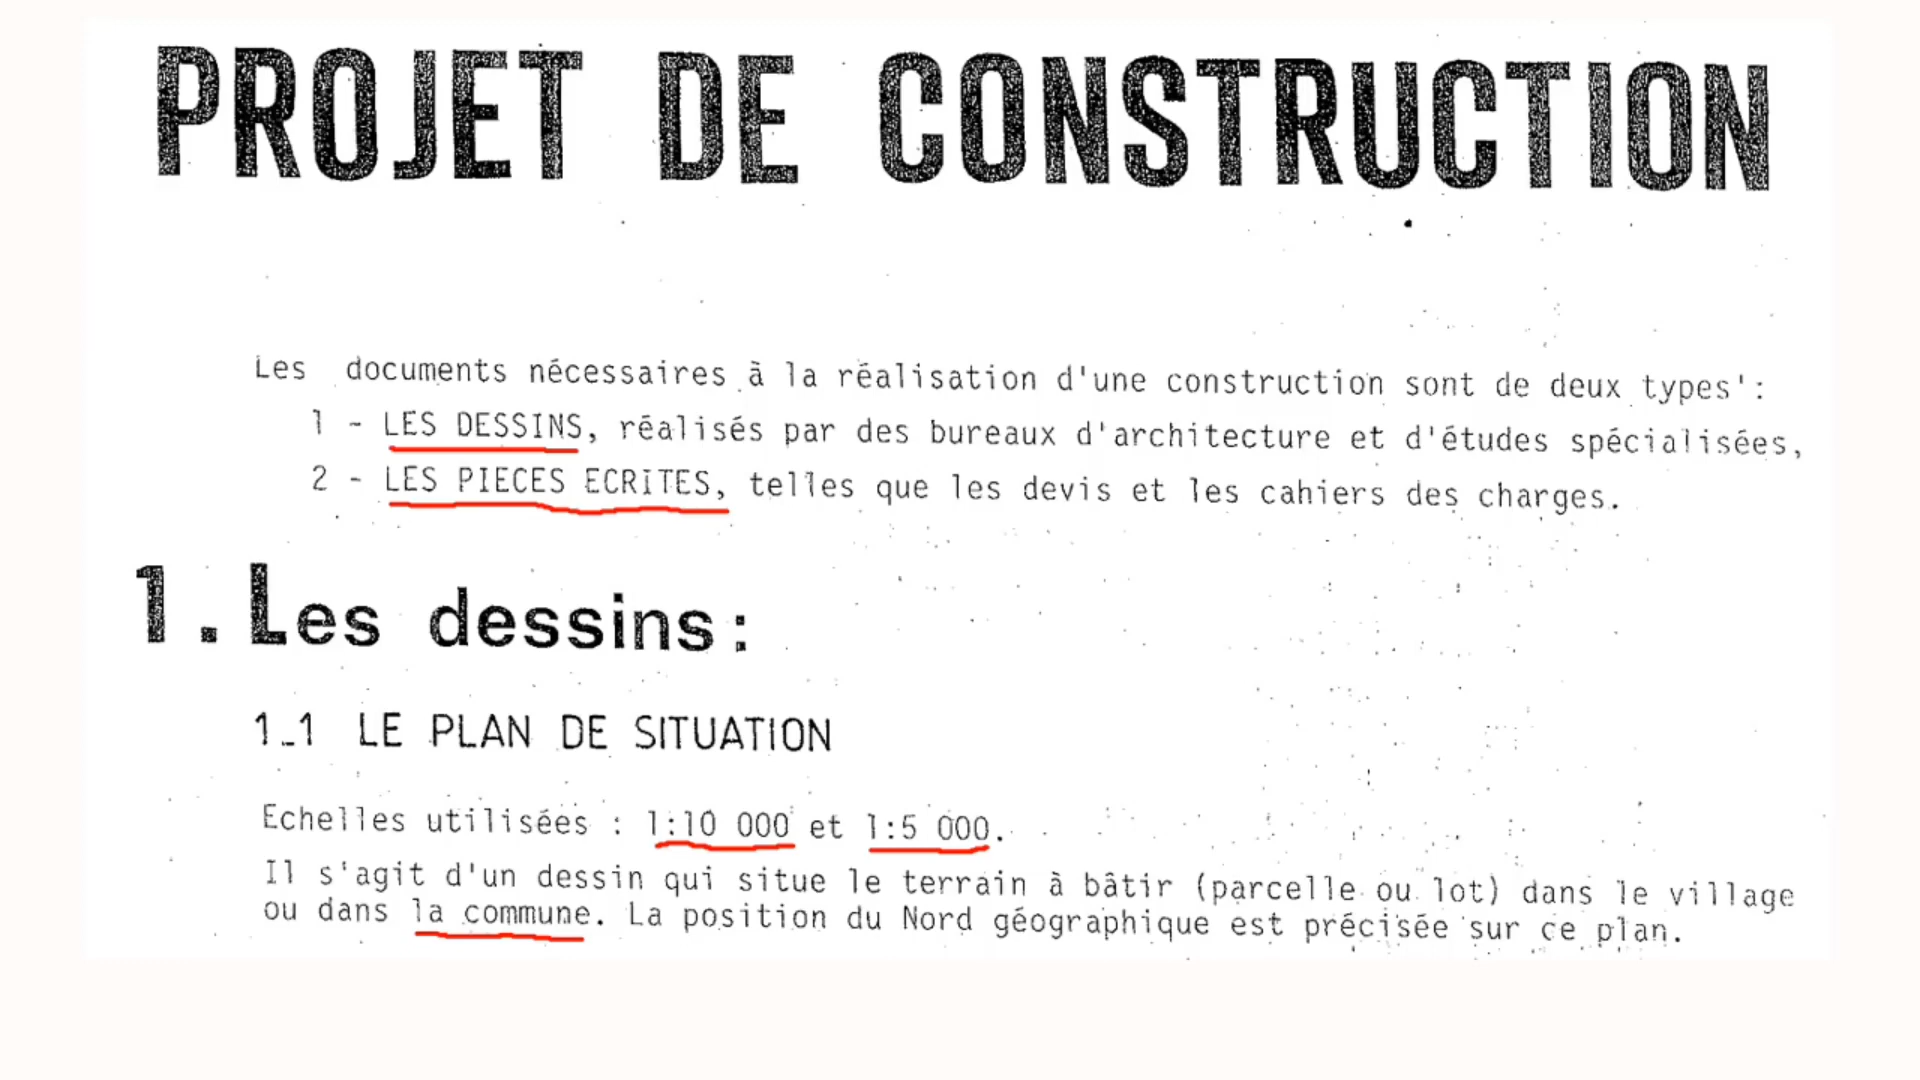 PROJET DE CONSTRUCTION
Les documents nécessaires à la réalisation d'une construction sont de deux types':
1 - LES DESSINS, réalisés par des bureaux d'architecture et d'études spécialisées,
2 - LES PIECES ECRITES, telles que les devis et les cahiers des charges.
1. Les dessins:
1_1 LE PLAN DE SITUATION
Echelles utilisées : 1:10 000 et 1:5 000.
Il s'agit d'un dessin qui situe le terrain à bâtir (parcelle ou lot) dans le village
ou dans la commune. La position du Nord géographique est précisée sur ce plan.